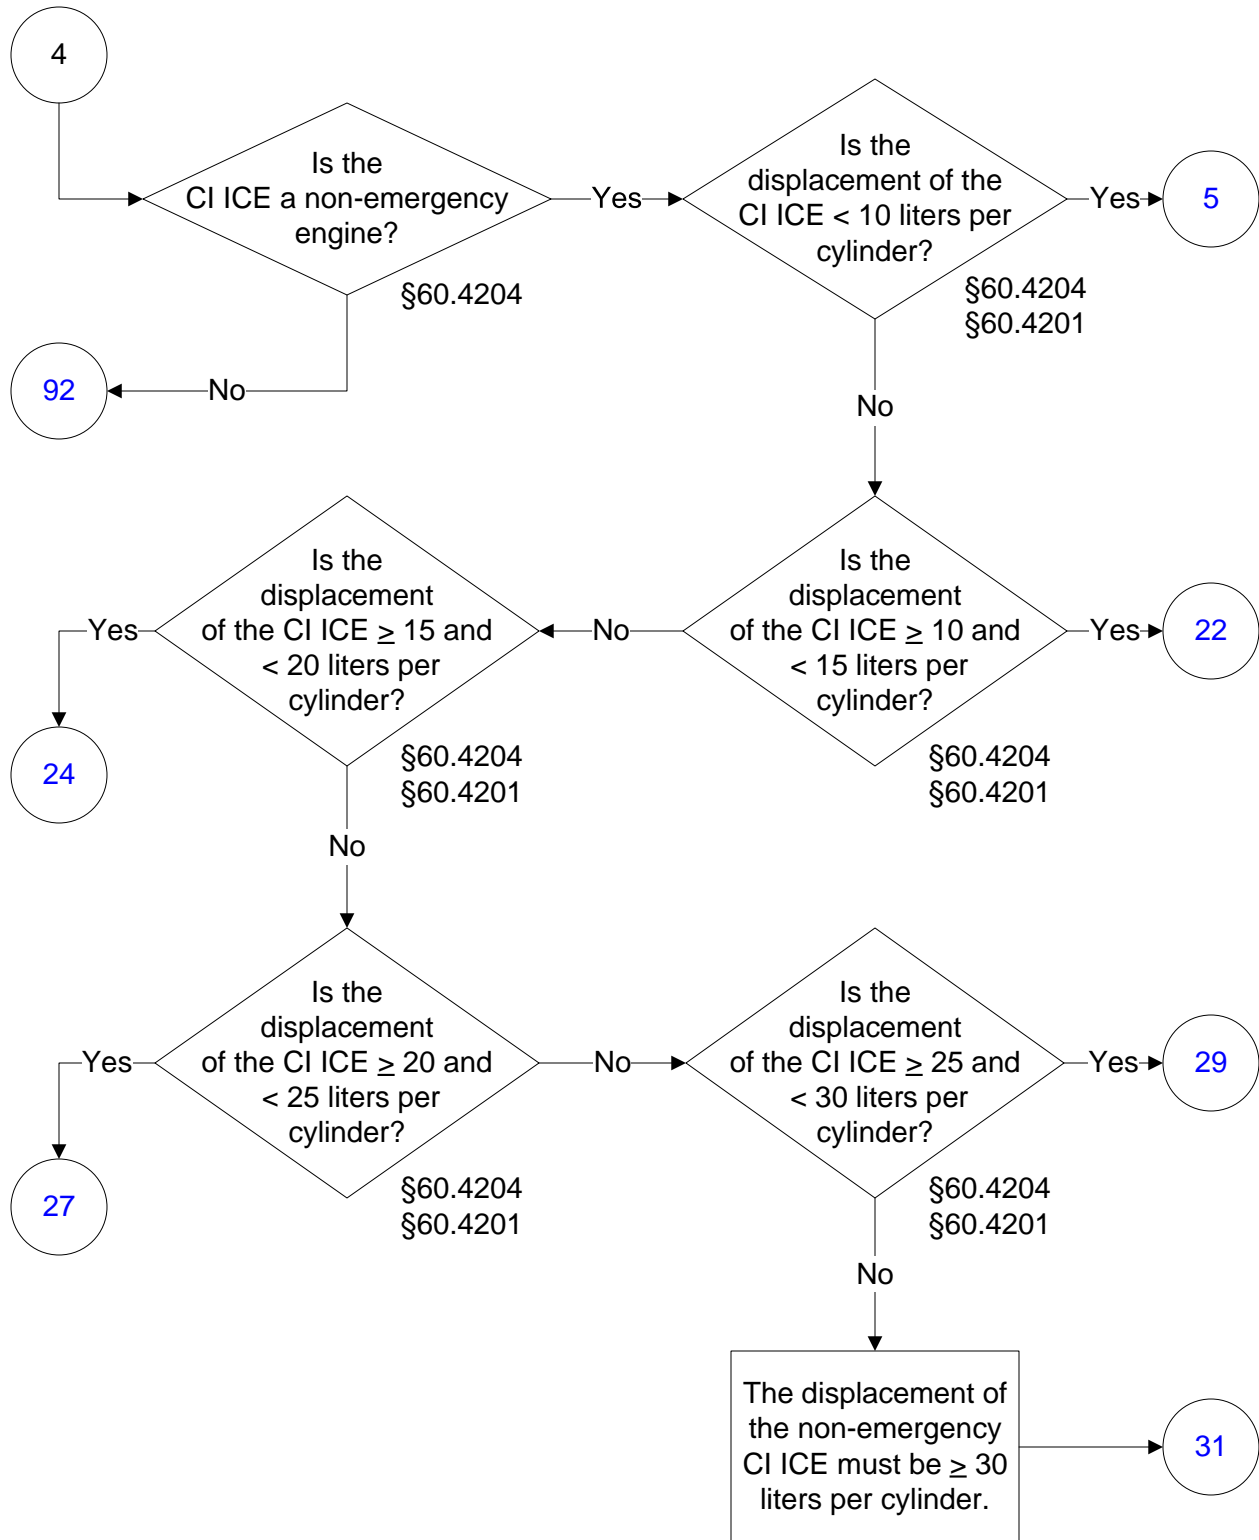 4
Is the
CI ICE a non-emergency
engine?
§60.4204
Yes
Is the
displacement of the
CI ICE < 10 liters per
cylinder?
§60.4204
§60.4201
Yes
5
No
92
No
Is the
displacement
of the CI ICE ≥ 15 and
< 20 liters per
cylinder?
§60.4204
§60.4201
Yes
24
No
Is the
displacement
of the CI ICE ≥ 10 and
< 15 liters per
cylinder?
§60.4204
§60.4201
Yes
22
No
Is the
displacement
of the CI ICE ≥ 20 and
< 25 liters per
cylinder?
§60.4204
§60.4201
Yes
27
No
Is the
displacement
of the CI ICE ≥ 25 and
< 30 liters per
cylinder?
§60.4204
§60.4201
Yes
29
No
The displacement of
the non-emergency
CI ICE must be ≥ 30
liters per cylinder.
31